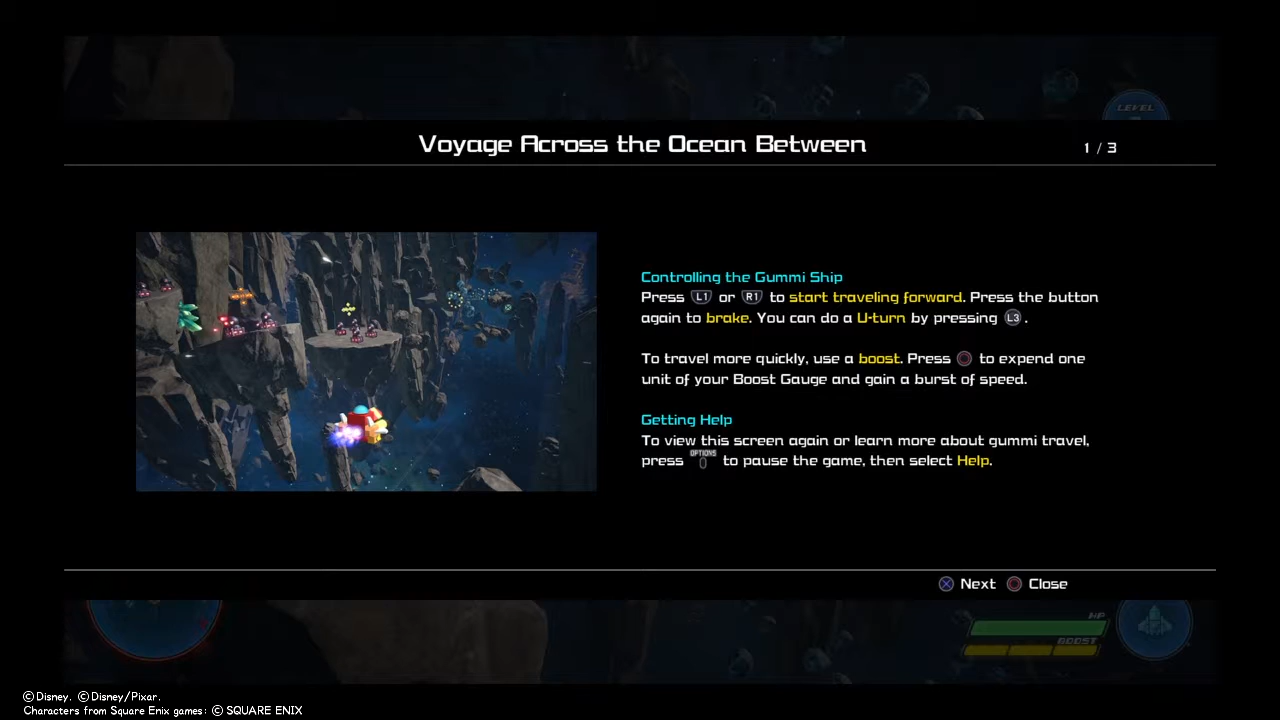 LEVEL
Voyage Across the Ocean Between
1 / 3
Controlling the Gummi Ship
Press L1 or R1 to start traveling forward. Press the button
again to brake. You can do a U-turn by pressing L3.
To travel more quickly, use a boost. Press to expend one
unit of your Boost Gauge and gain a burst of speed.
Getting Help
To view this screen again or learn more about gummi travel,
press OPTIONS to pause the game, then select Help.
Next Close
HP
BOOST
©Disney. ©Disney/Pixar.
Characters from Square Enix games: © SQUARE ENIX